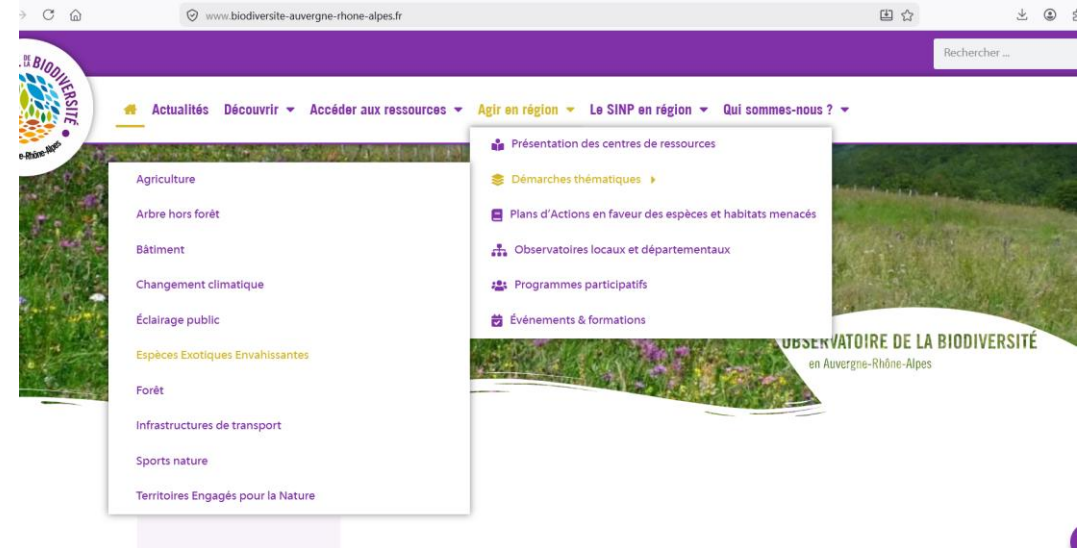 www.biodiversite-auvergne-rhone-alpes.fr
Rechercher ...
DE LA BIODIVERSITÉ
Actualités Découvrir Accéder aux ressources Agir en région Le SINP en région Qui sommes-nous ?
Présentation des centres de ressources
Démarches thématiques
Plans d'Actions en faveur des espèces et habitats menacés
Observatoires locaux et départementaux
Programmes participatifs
Événements & formations
Agriculture
Arbre hors forêt
Bâtiment
Changement climatique
Éclairage public
Espèces Exotiques Envahissantes
Forêt
Infrastructures de transport
Sports nature
Territoires Engagés pour la Nature
OBSERVATOIRE DE LA BIODIVERSITÉ
en Auvergne-Rhône-Alpes